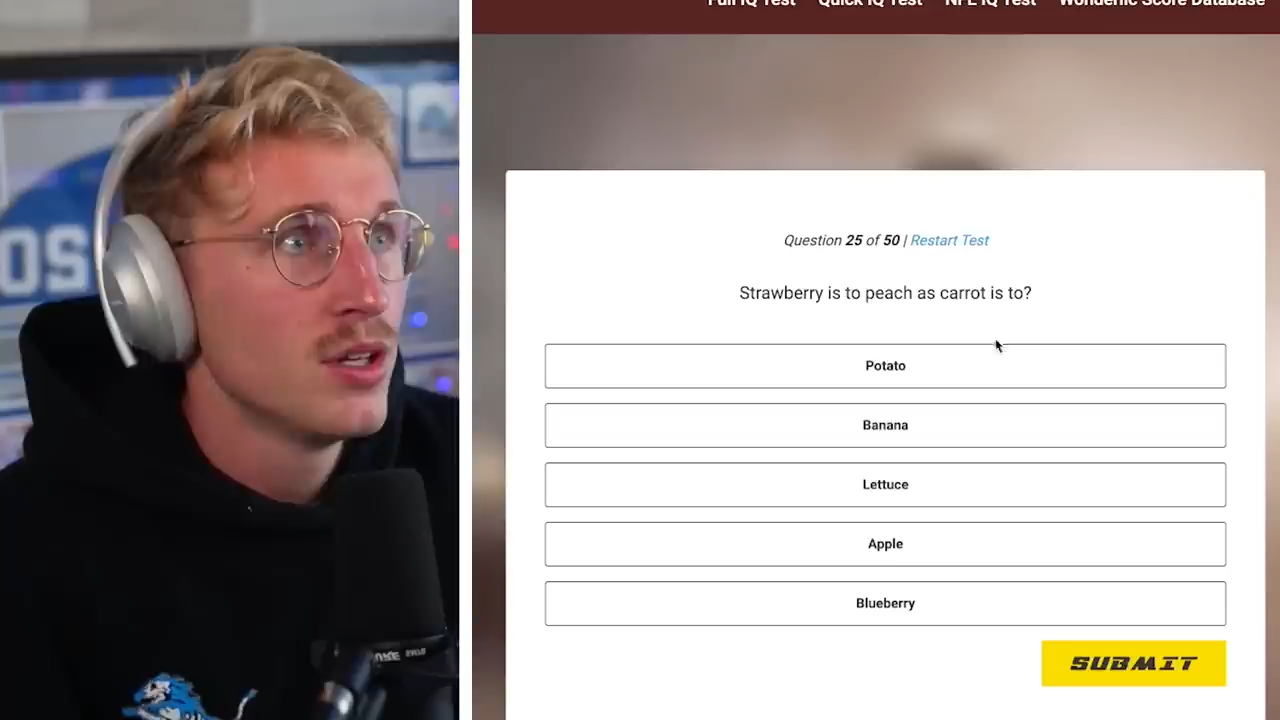 Full IQ Test Quick IQ Test NFL IQ Test Wonderlic Score Database
OS
Question 25 of 50 | Restart Test
Strawberry is to peach as carrot is to?
Potato
Banana
Lettuce
Apple
Blueberry
SUBMIT